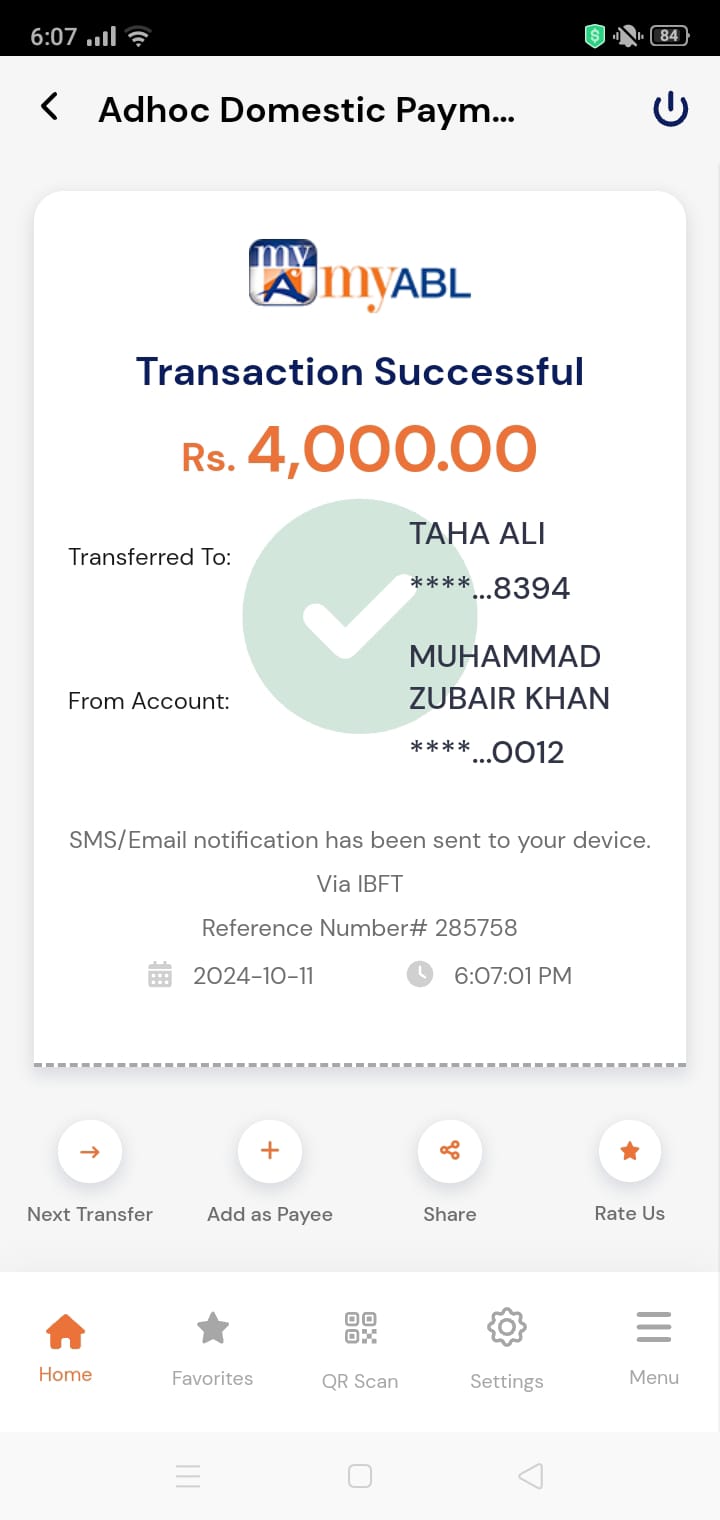 6:07
84
Adhoc Domestic Paym...
my A myABL
Transaction Successful
Rs. 4,000.00
Transferred To:
TAHA ALI
****...8394
From Account:
MUHAMMAD
ZUBAIR KHAN
****...0012
SMS/Email notification has been sent to your device.
Via IBFT
Reference Number# 285758
2024-10-11 6:07:01 PM
Next Transfer Add as Payee Share Rate Us
Home Favorites QR Scan Settings Menu